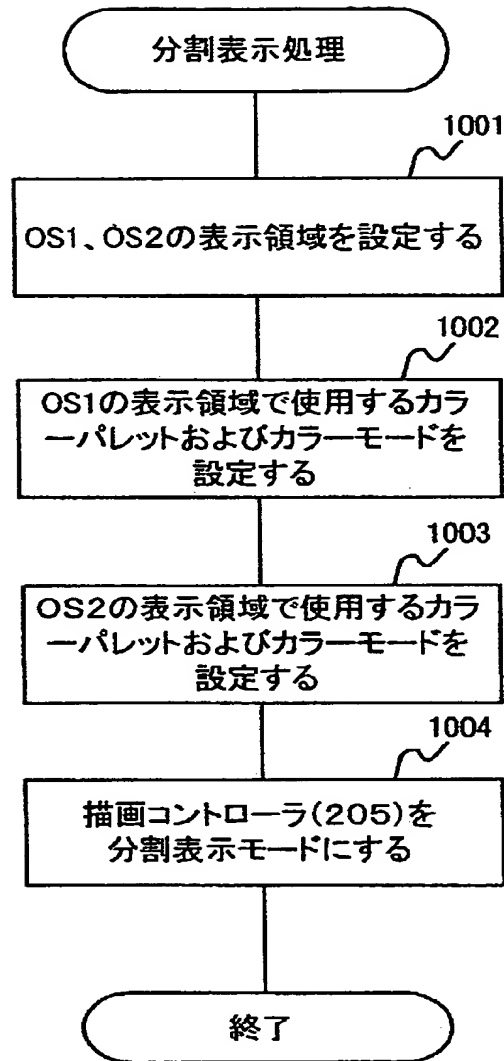 分割表示処理
1001
OS1、OS2の表示領域を設定する
1002
OS1の表示領域で使用するカラ
ーパレットおよびカラーモードを
設定する
1003
OS2の表示領域で使用するカラ
ーパレットおよびカラーモードを
設定する
1004
描画コントローラ(205)を
分割表示モードにする
終了